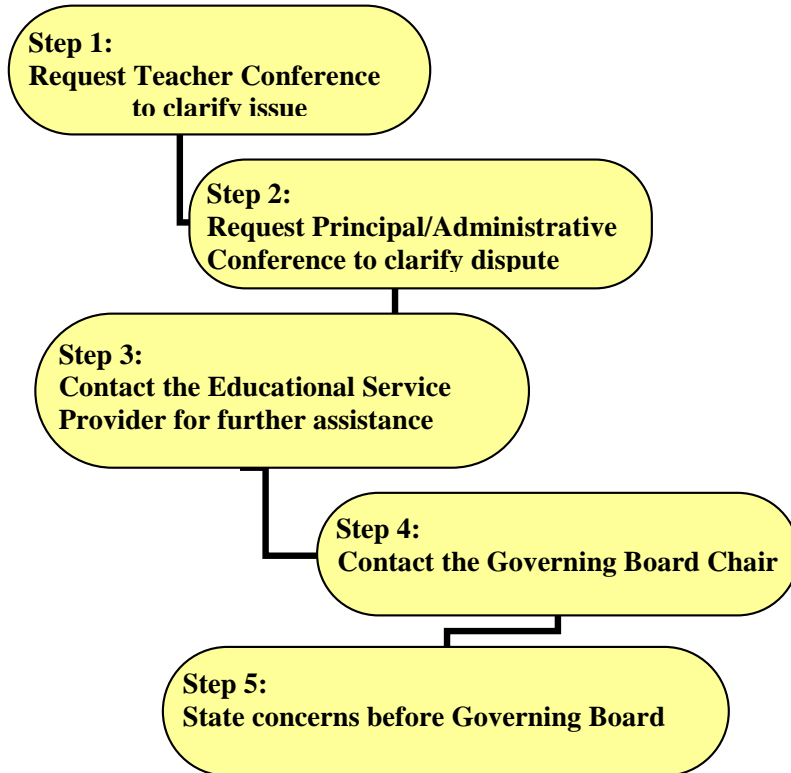 Step 1:
Request Teacher Conference
to clarify issue
Step 2:
Request Principal/Administrative
Conference to clarify dispute
Step 3:
Contact the Educational Service
Provider for further assistance
Step 4:
Contact the Governing Board Chair
Step 5:
State concerns before Governing Board